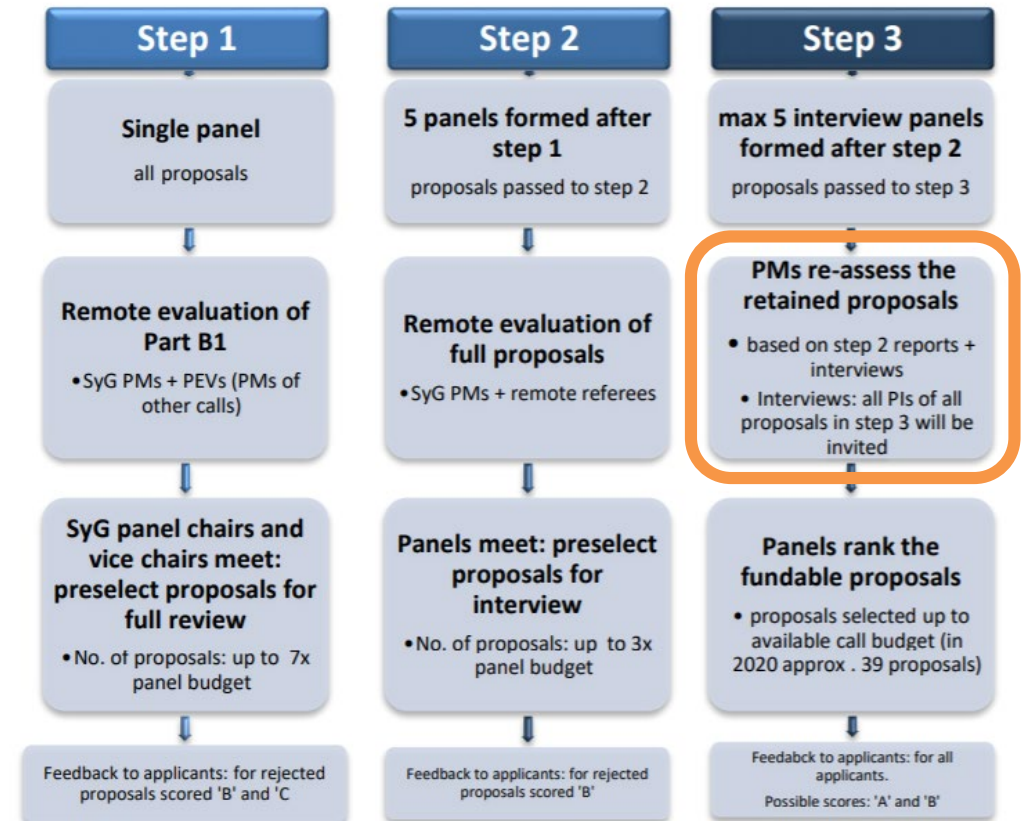 Step 1
Single panel
all proposals
Remote evaluation of
Part B1
•SyG PMs + PEVs (PMs of
other calls)
SyG panel chairs and
vice chairs meet:
preselect proposals for
full review
•No. of proposals: up to 7x
panel budget
Feedback to applicants: for rejected
proposals scored 'B' and 'C
Step 2
5 panels formed after
step 1
proposals passed to step 2
Remote evaluation of
full proposals
•SyG PMs + remote referees
Panels meet: preselect
proposals for
interview
•No. of proposals: up to 3x
panel budget
Feedback to applicants: for rejected
proposals scored 'B'
Step 3
max 5 interview panels
formed after step 2
proposals passed to step 3
PMs re-assess the
retained proposals
• based on step 2 reports +
interviews
• Interviews: all PIs of all
proposals in step 3 will be
invited
Panels rank the
fundable proposals
• proposals selected up to
available call budget (in
2020 approx . 39 proposals)
Feedabck to applicants: for all
applicants.
Possible scores: 'A' and 'B'